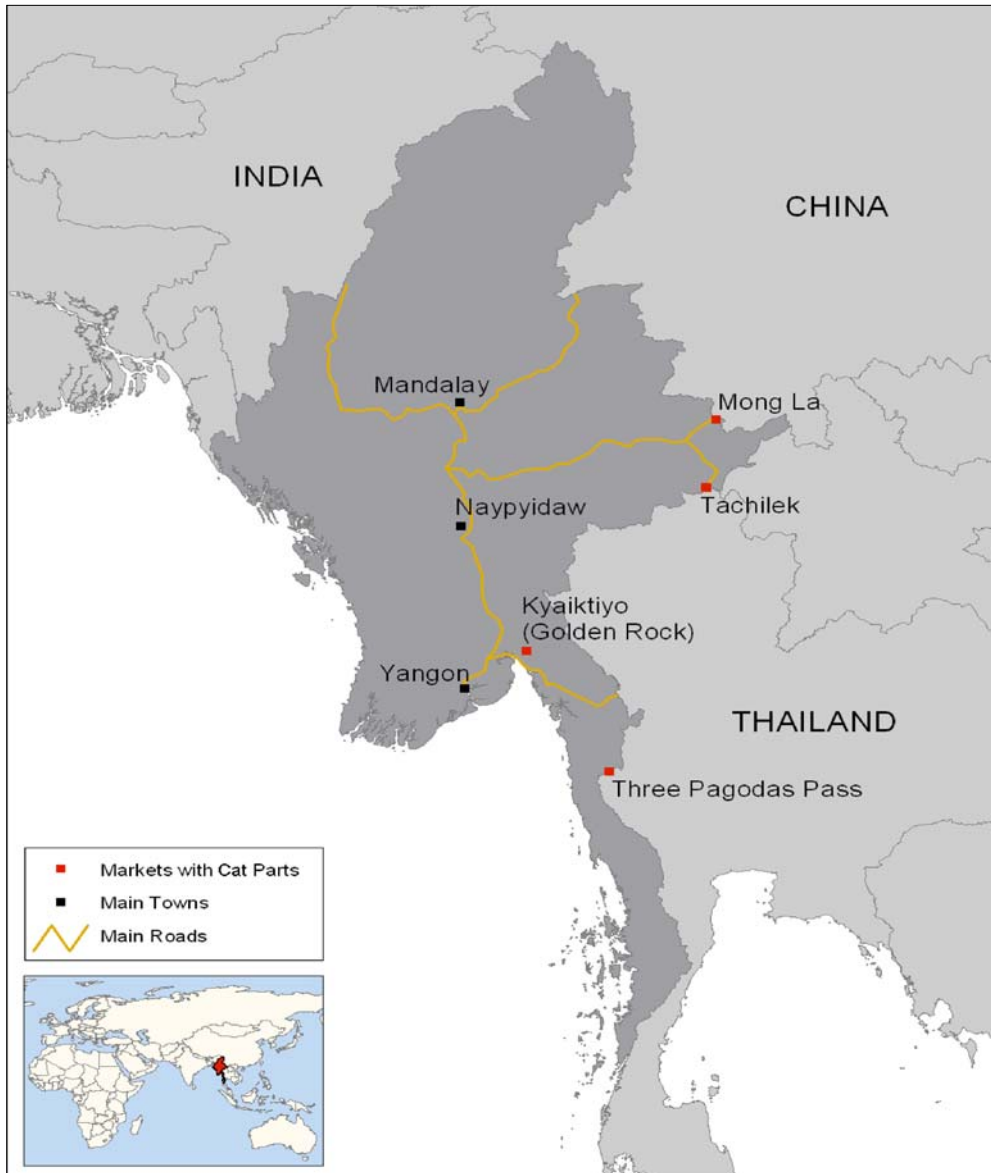 INDIA
CHINA
Mandalay
Mong La
Tachilek
Naypyidaw
Kyaiktiyo
(Golden Rock)
Yangon
THAILAND
Three Pagodas Pass
Markets with Cat Parts
Main Towns
Main Roads